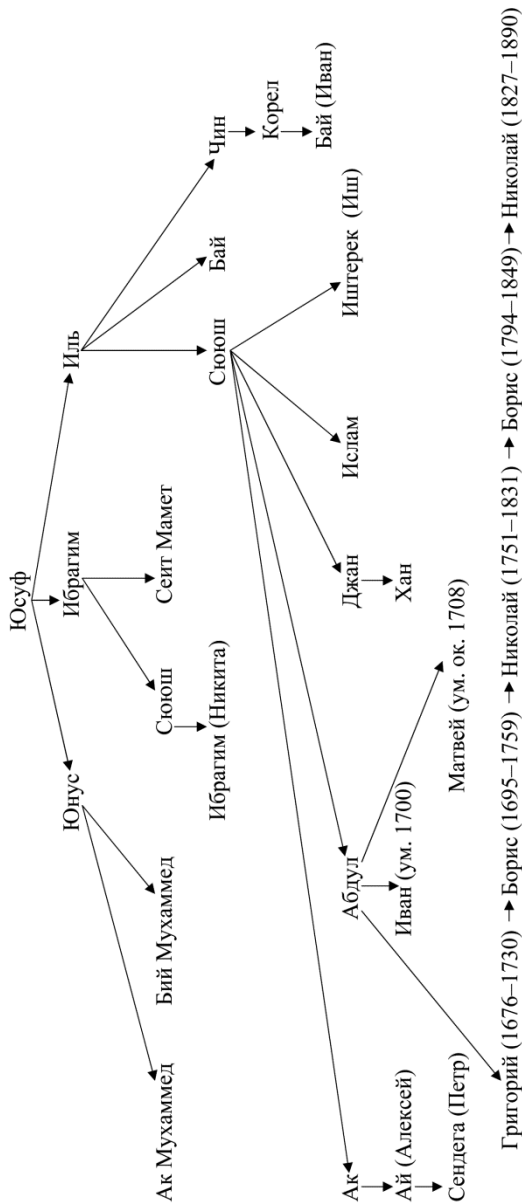 Юсуф
Юнус
Ибрагим
Иль
Ак Мухаммед
Бий Мухаммед
Сююш
Сеит Мамет
Ибрагим (Никита)
Сююш
Бай
Чин
Корел
Бай (Иван)
Ак
Абдул
Джан
Ислам
Иштерек (Иш)
Ай (Алексей)
Иван (ум. 1700)
Хан
Сендега (Петр)
Матвей (ум. ок. 1708)
Григорий (1676–1730) → Борис (1695–1759) → Николай (1751–1831) → Борис (1794–1849) → Николай (1827–1890)